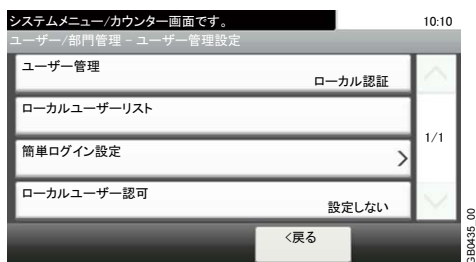 システムメニュー/カウンター画面です。
10:10
ユーザー/部門管理 - ユーザー管理設定
ユーザー管理
ローカル認証
ローカルユーザーリスト
1/1
簡単ログイン設定
ローカルユーザー認可
設定しない
<戻る
GB0435_00